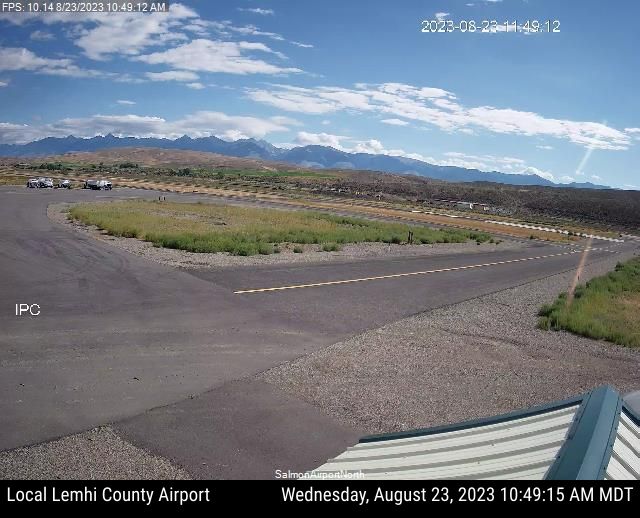 FPS: 10.14 8/23/2023 10:49:12 AM
2023-08-23 11:49:12
IPC
SalmonAirportNorth
Local Lemhi County Airport Wednesday, August 23, 2023 10:49:15 AM MDT